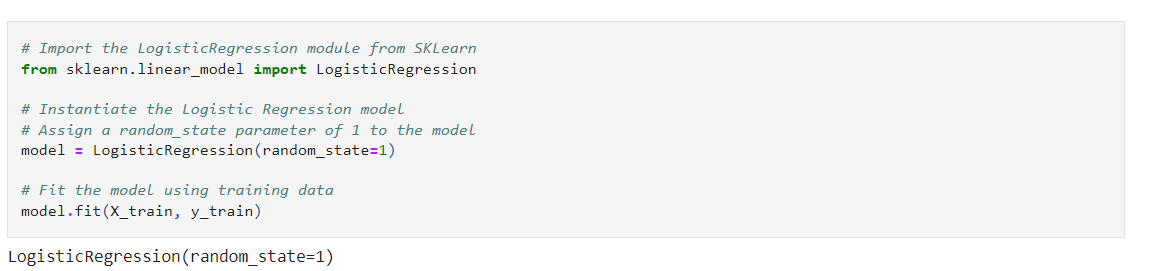 # Import the LogisticRegression module from SKLearn
from sklearn.linear_model import LogisticRegression
# Instantiate the Logistic Regression model
# Assign a random_state parameter of 1 to the model
model = LogisticRegression(random_state=1)
# Fit the model using training data
model.fit(X_train, y_train)
LogisticRegression(random_state=1)